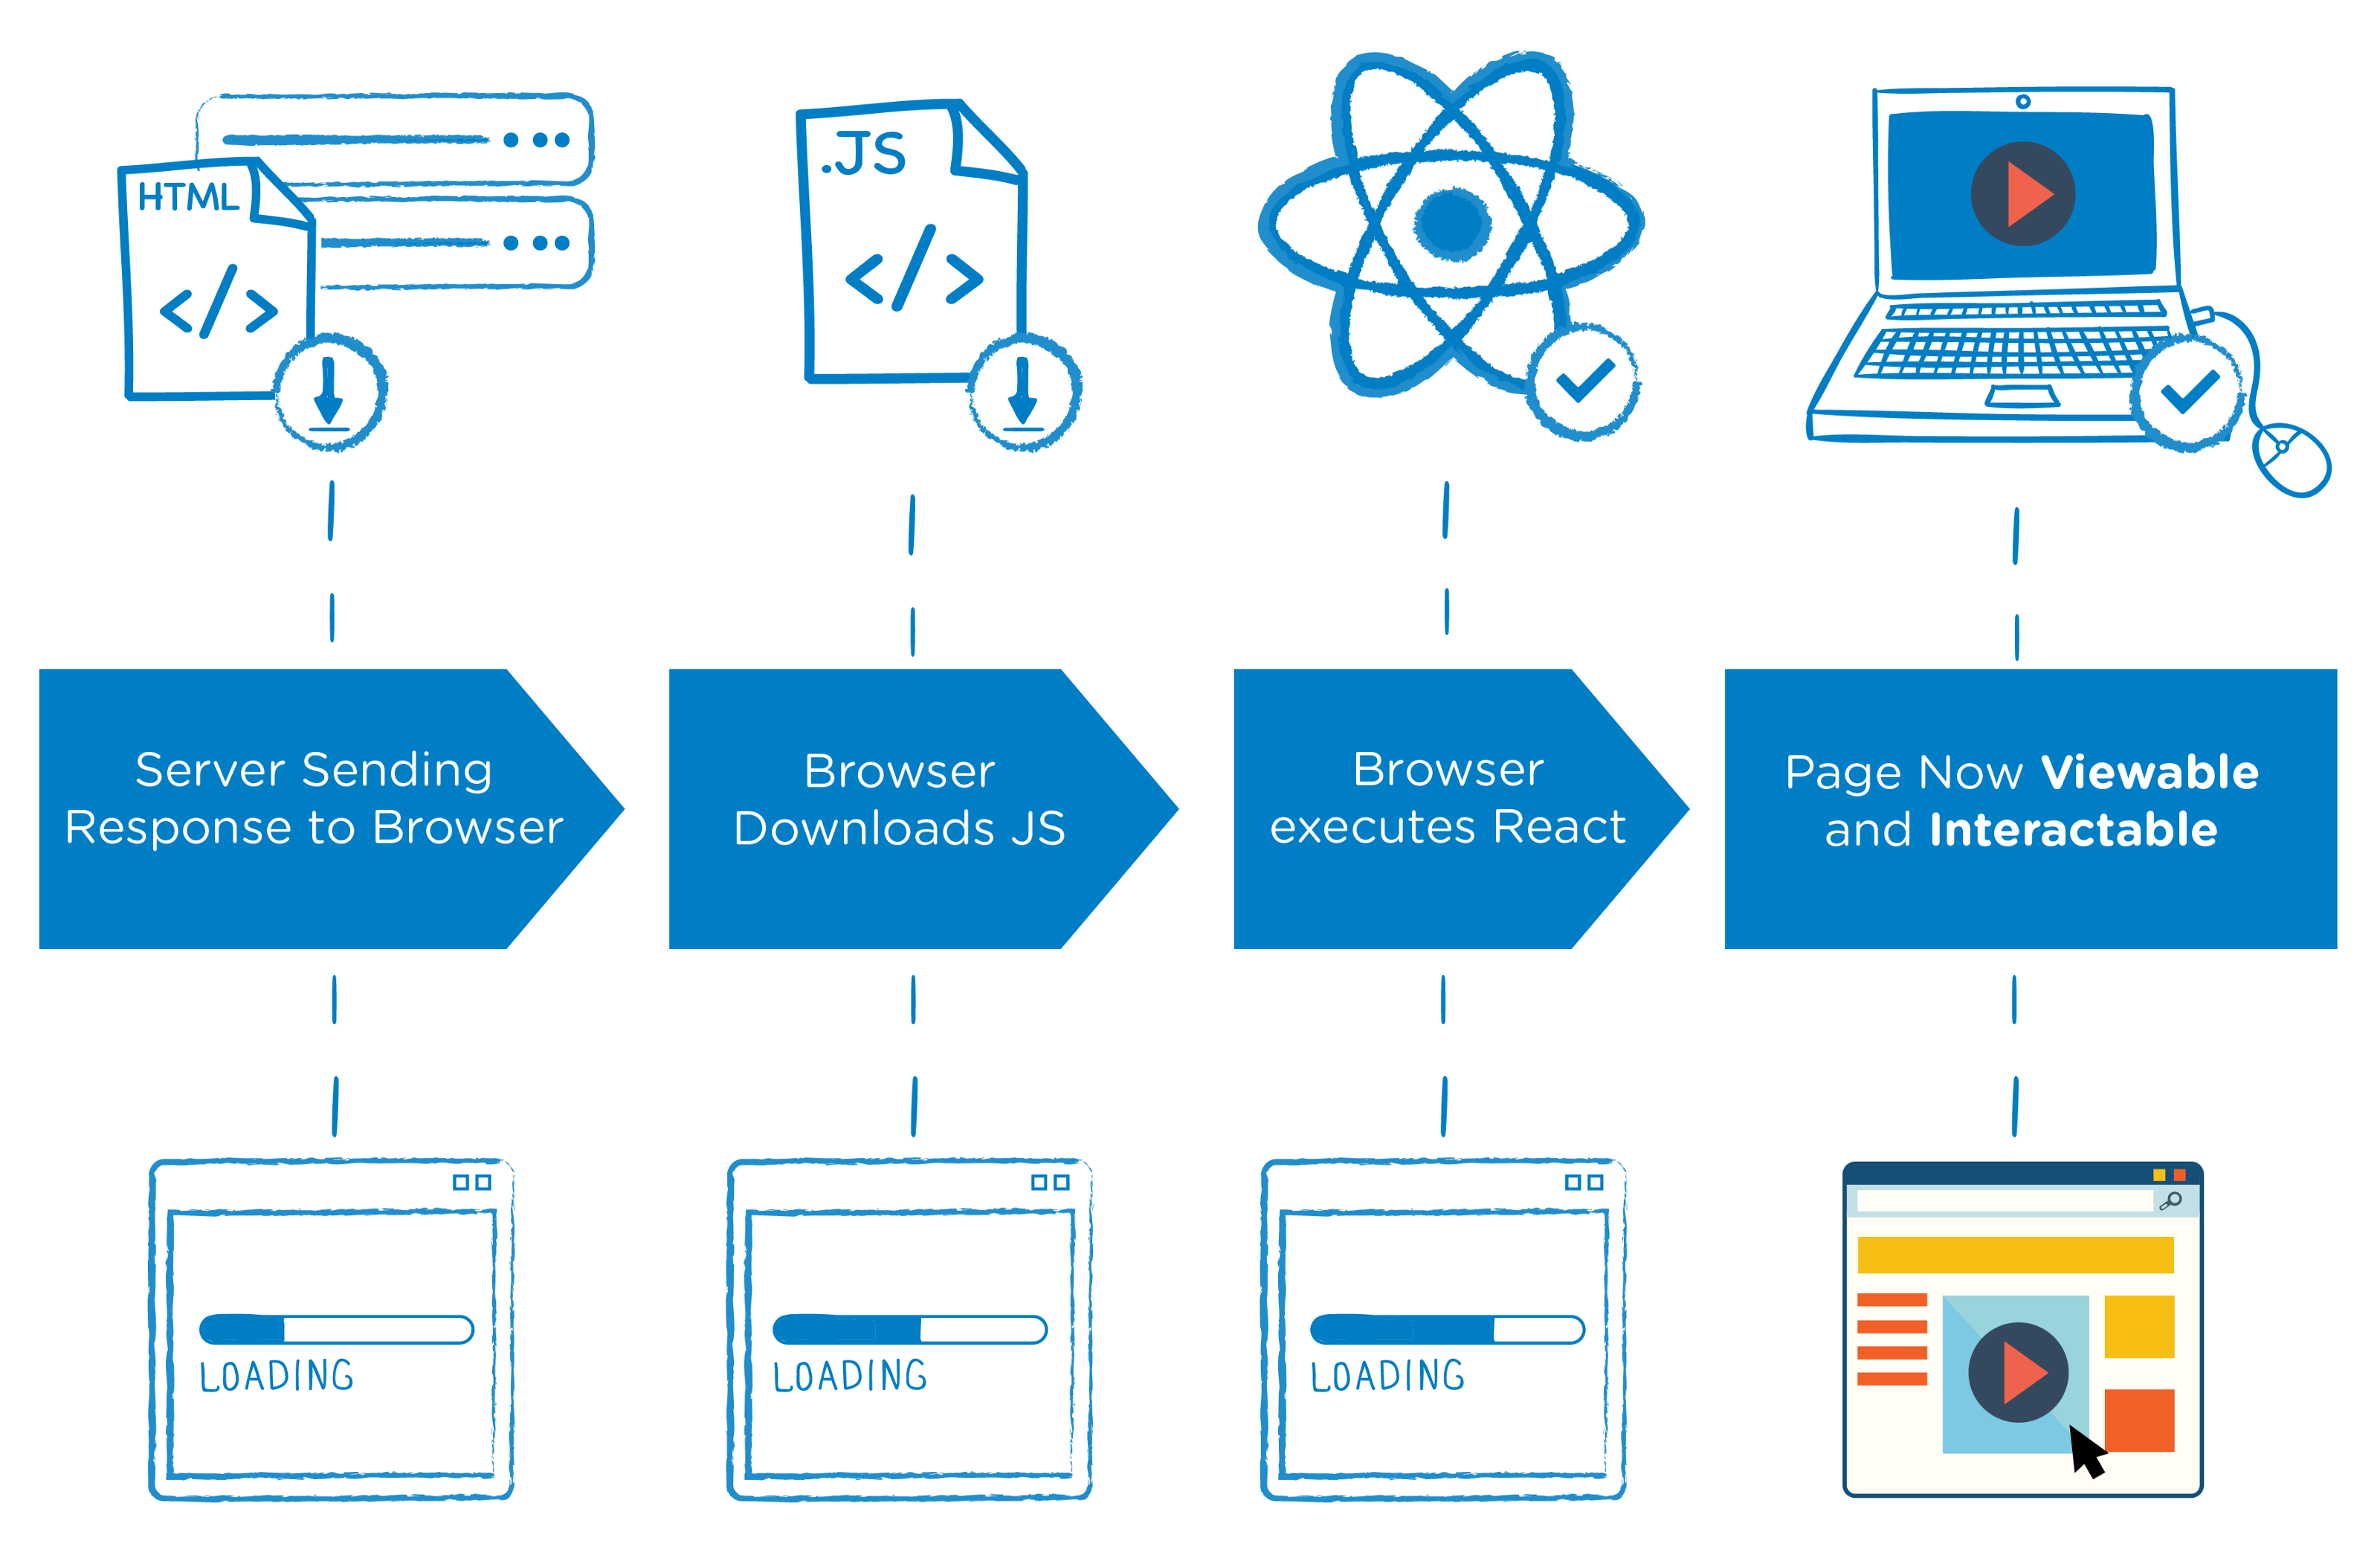 HTML
</>
.JS
</>
Server Sending
Response to Browser
Browser
Downloads JS
Browser
executes React
Page Now Viewable
and Interactable
LOADING
LOADING
LOADING